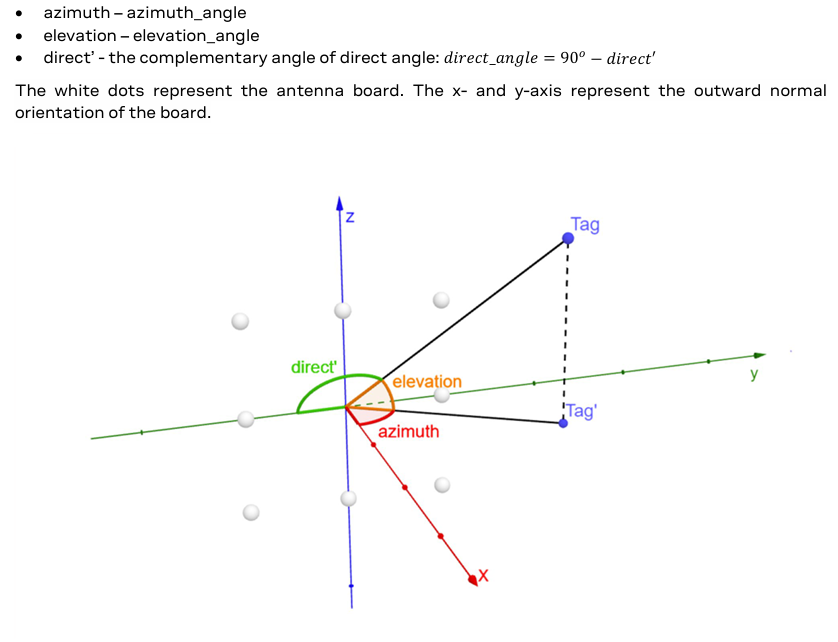 • azimuth – azimuth_angle
• elevation – elevation_angle
• direct’ - the complementary angle of direct angle: direct_angle = 90° − direct′
The white dots represent the antenna board. The x- and y-axis represent the outward normal
orientation of the board.
z
Tag
direct'
elevation
y
Tag'
azimuth
X